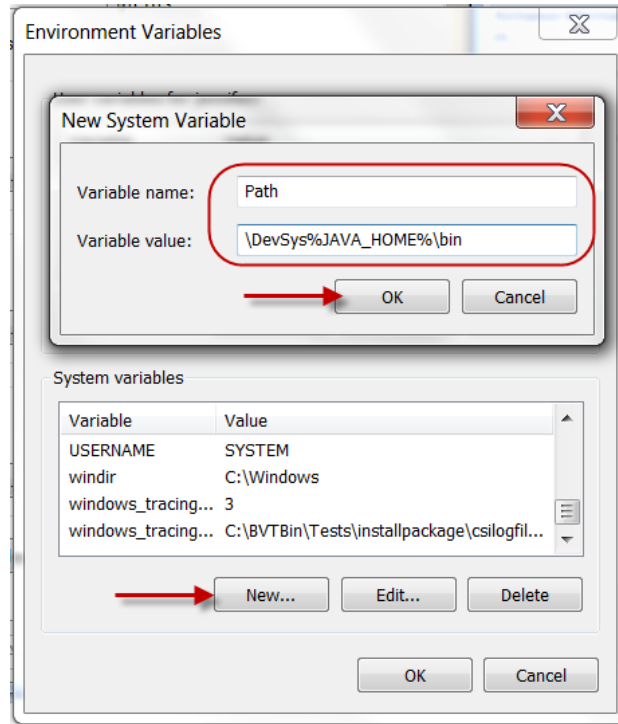 Environment Variables
New System Variable
Variable name:
Path
Variable value:
\DevSys%JAVA_HOME%\bin
OK Cancel
System variables
Variable Value
USERNAME SYSTEM
windir C:\Windows
windows_tracing... 3
windows_tracing... C:\BVTBin\Tests\installpackage\csilogfil...
New... Edit... Delete
OK Cancel